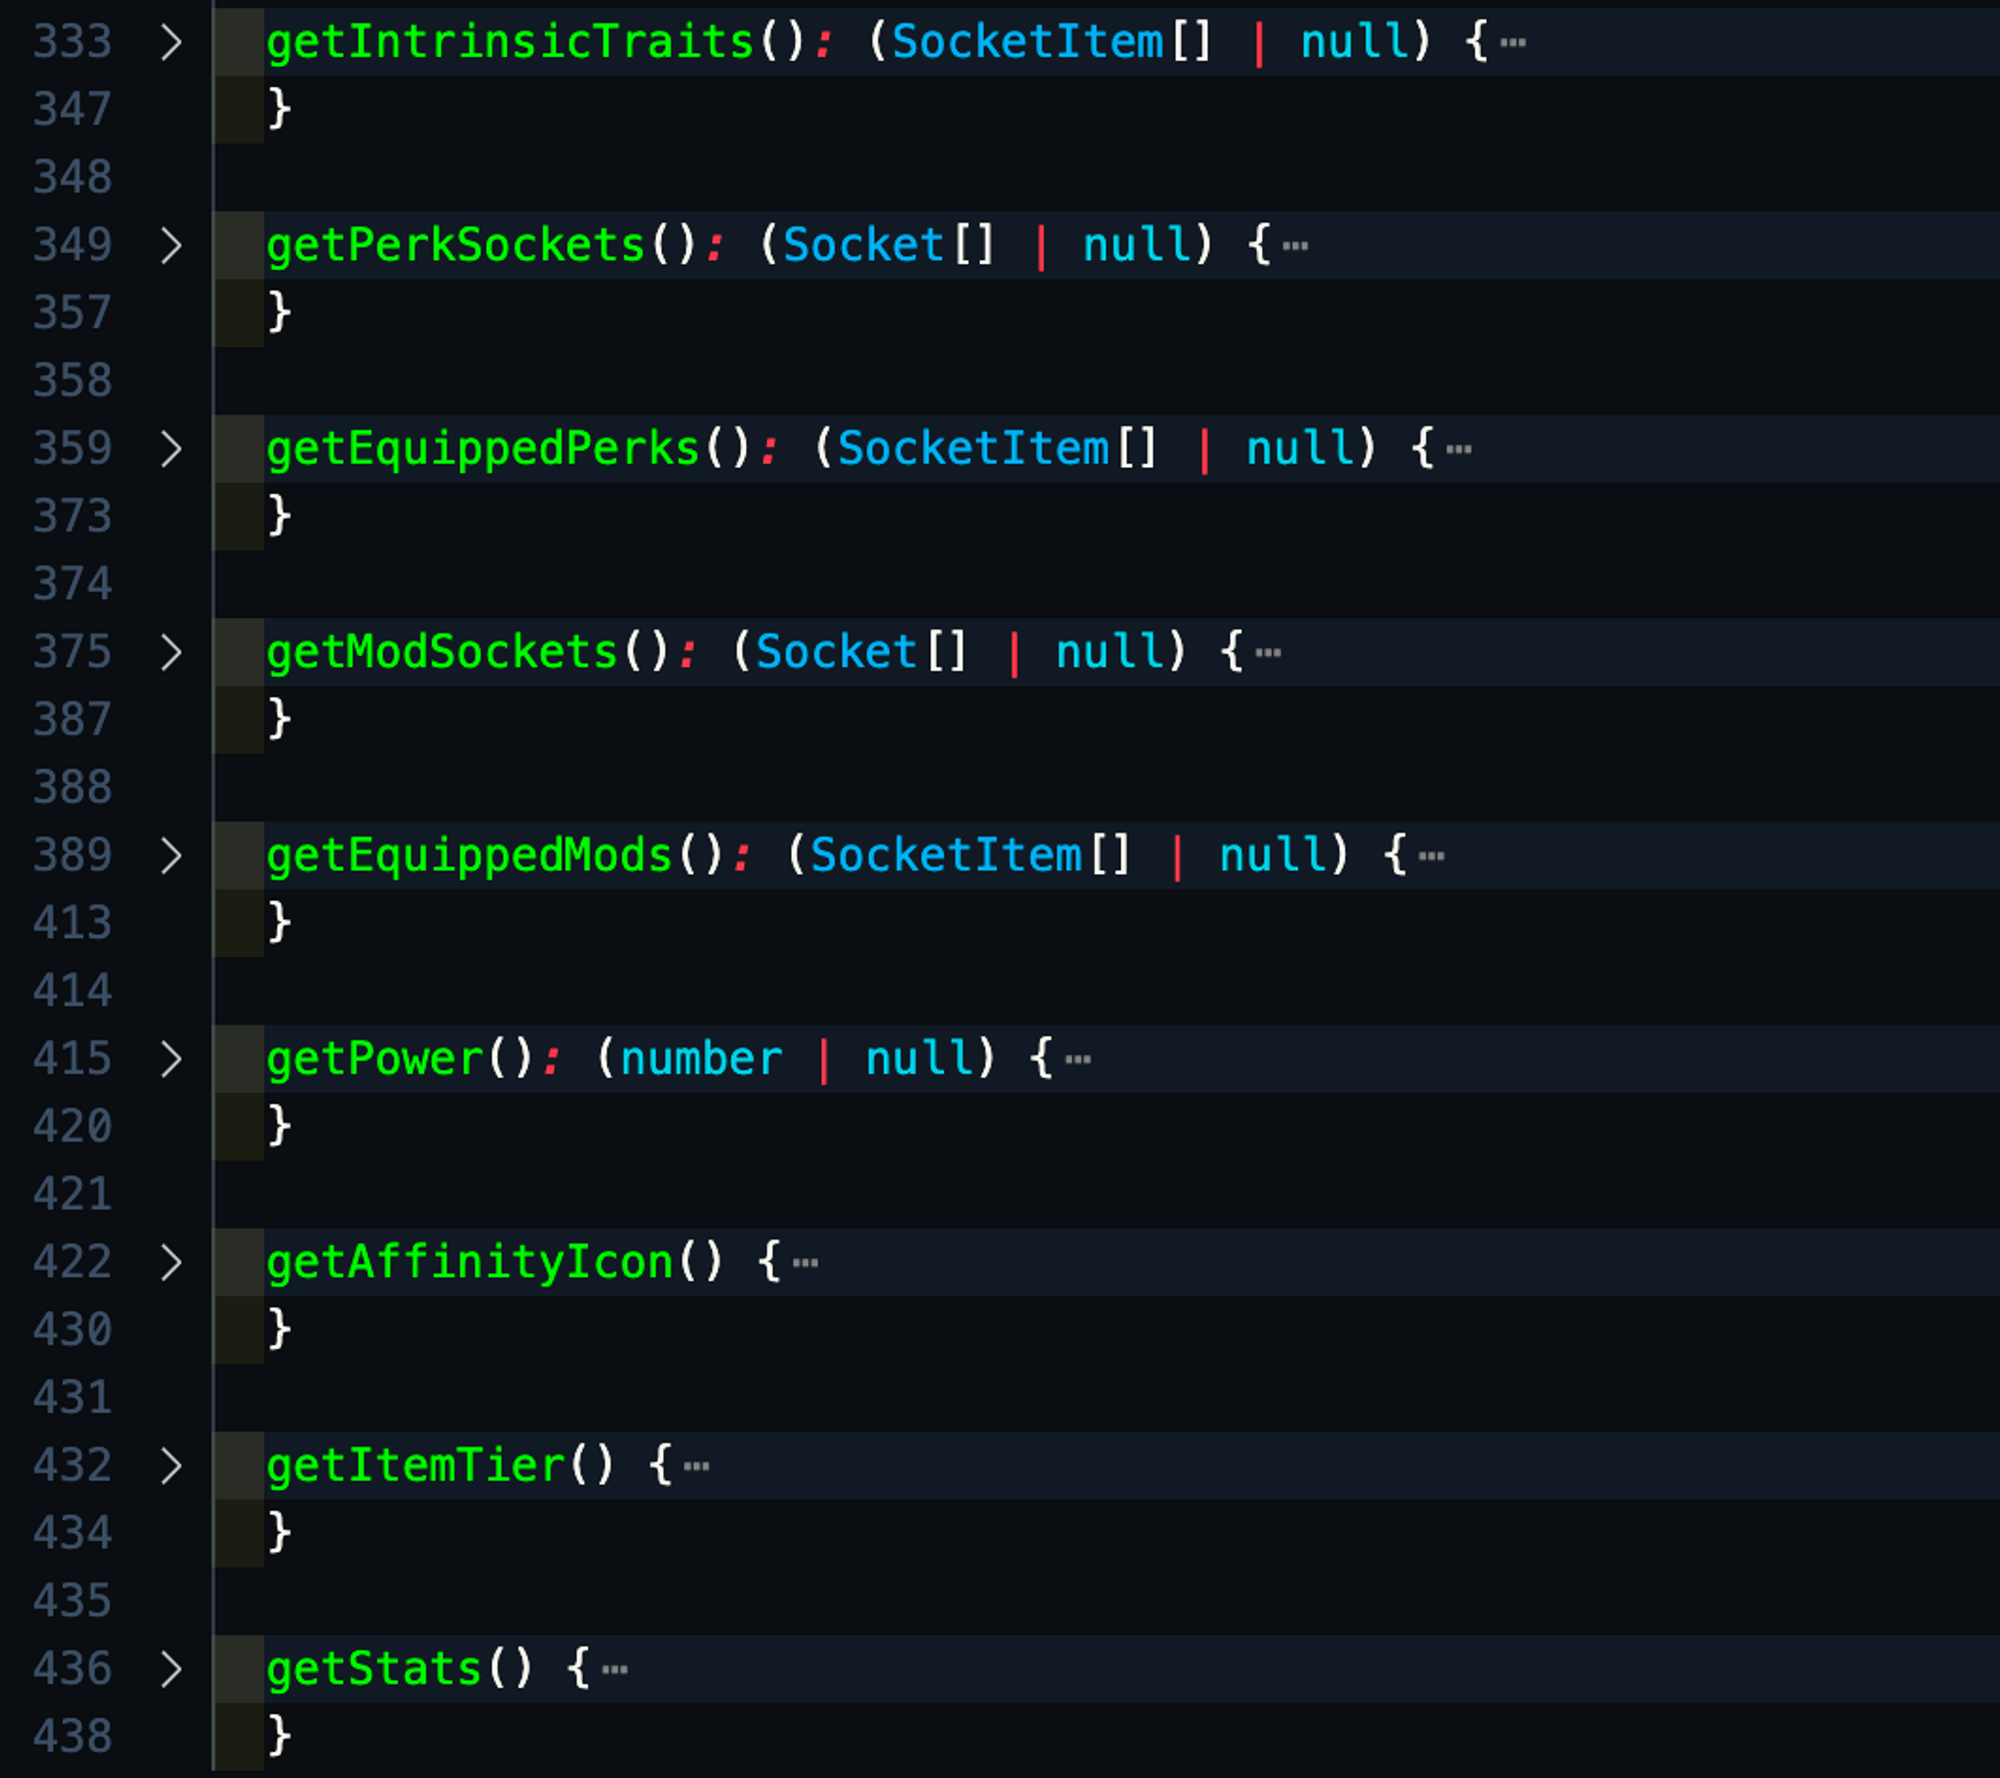 333 > getIntrinsicTraits(): (SocketItem[] | null) {⋯
347 }
348
349 > getPerkSockets(): (Socket[] | null) {⋯
357 }
358
359 > getEquippedPerks(): (SocketItem[] | null) {⋯
373 }
374
375 > getModSockets(): (Socket[] | null) {⋯
387 }
388
389 > getEquippedMods(): (SocketItem[] | null) {⋯
413 }
414
415 > getPower(): (number | null) {⋯
420 }
421
422 > getAffinityIcon() {⋯
430 }
431
432 > getItemTier() {⋯
434 }
435
436 > getStats() {⋯
438 }